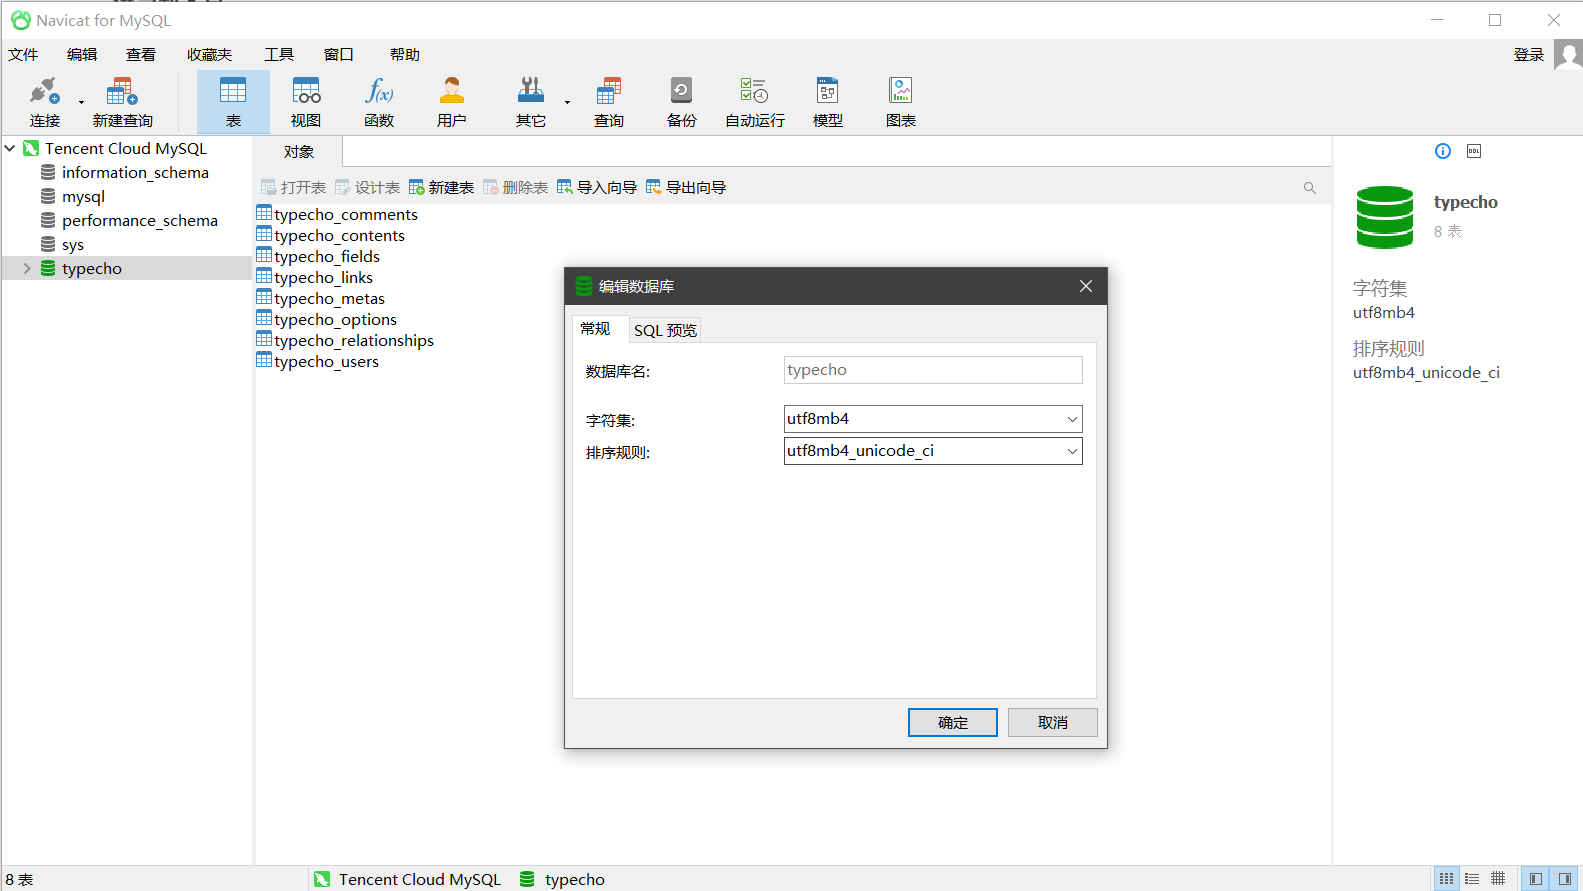 Navicat for MySQL
文件 编辑 查看 收藏夹 工具 窗口 帮助 登录
连接 新建查询 表 视图 函数 用户 其它 查询 备份 自动运行 模型 图表
Tencent Cloud MySQL
information_schema
mysql
performance_schema
sys
typecho
对象
打开表 设计表 新建表 删除表 导入向导 导出向导
typecho_comments
typecho_contents
typecho_fields
typecho_links
typecho_metas
typecho_options
typecho_relationships
typecho_users
编辑数据库
常规 SQL 预览
数据库名: typecho
字符集: utf8mb4
排序规则: utf8mb4_unicode_ci
确定 取消
DDL
typecho
8 表
字符集
utf8mb4
排序规则
utf8mb4_unicode_ci
8 表 Tencent Cloud MySQL typecho